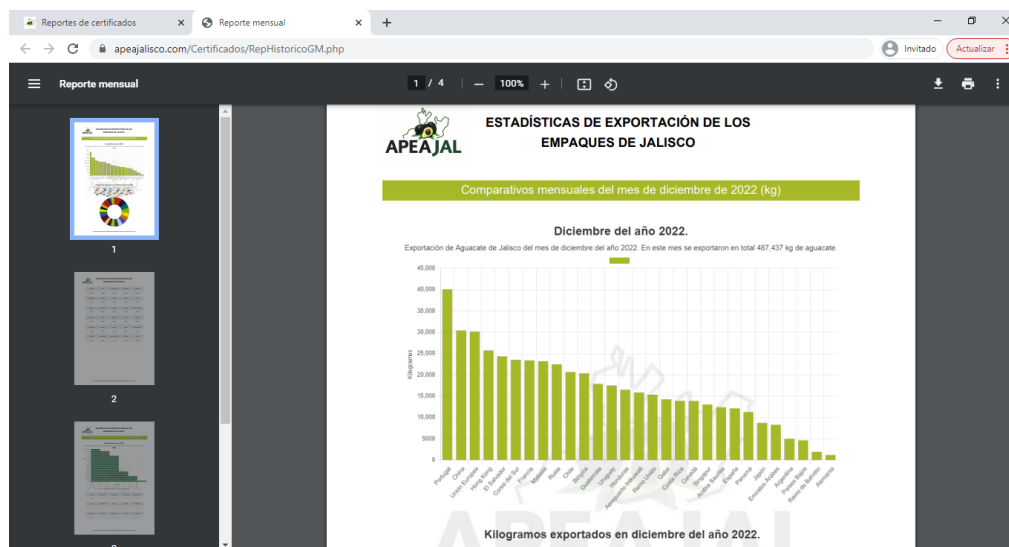 Reportes de certificados
Reporte mensual
apeajalisco.com/Certificados/RepHistoricoGM.php
Invitado
Actualizar
Reporte mensual
1 / 4
100%
1
2
APEAJAL
ESTADÍSTICAS DE EXPORTACIÓN DE LOS
EMPAQUES DE JALISCO
Comparativos mensuales del mes de diciembre de 2022 (kg)
Diciembre del año 2022.
Exportación de Aguacate de Jalisco del mes de diciembre del año 2022. En este mes se exportaron en total 487,437 kg de aguacate.
Kilogramos
45,000
40,000
35,000
30,000
25,000
20,000
15,000
10,000
5000
0
Portugal
China
Unión Europea
Hong Kong
El Salvador
Corea del Sur
Francia
Malasia
Rusia
Chile
Bélgica
Guatemala
Uruguay
Honduras
Aeropuerto
Reino Unido
Qatar
Costa Rica
Canadá
Singapur
Arabia Saudita
España
Panamá
Japón
Emiratos Árabes
Argentina
Países Bajos
Reino de Bahréin
Alemania
APEAJAL
Kilogramos exportados en diciembre del año 2022.